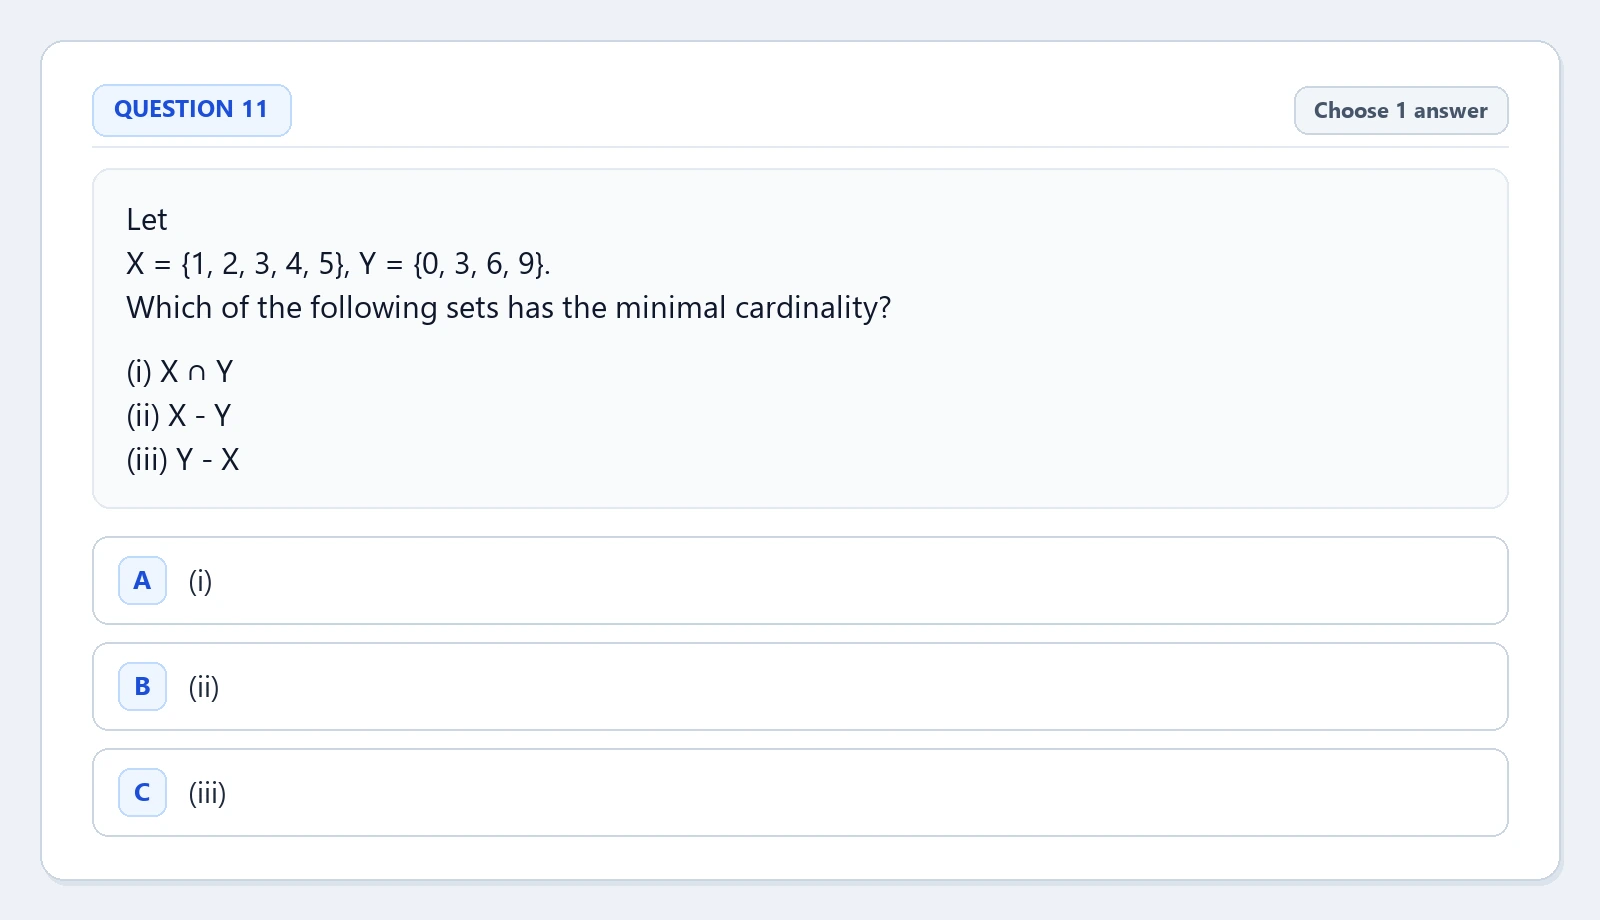 QUESTION 11
Choose 1 answer
Let
X = {1, 2, 3, 4, 5}, Y = {0, 3, 6, 9}.
Which of the following sets has the minimal cardinality?
(i) X ∩ Y
(ii) X - Y
(iii) Y - X
A (i)
B (ii)
C (iii)